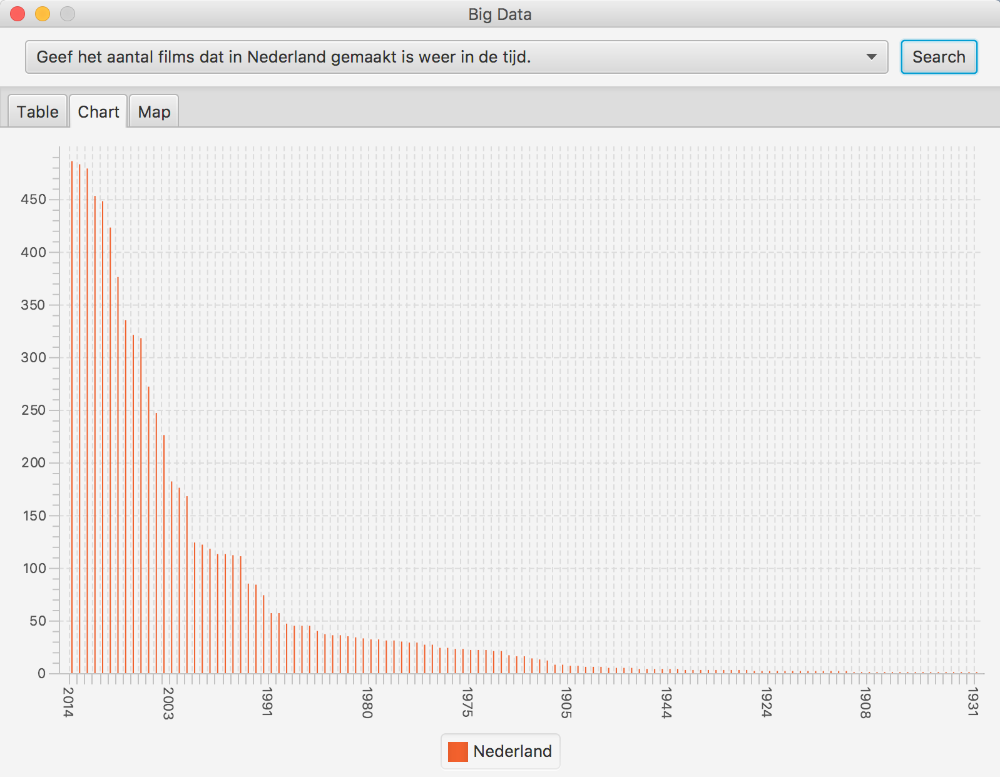 Big Data
Geef het aantal films dat in Nederland gemaakt is weer in de tijd.
Search
Table
Chart
Map
450
400
350
300
250
200
150
100
50
0
2014
2003
1991
1980
1975
1905
1944
1924
1908
1931
Nederland